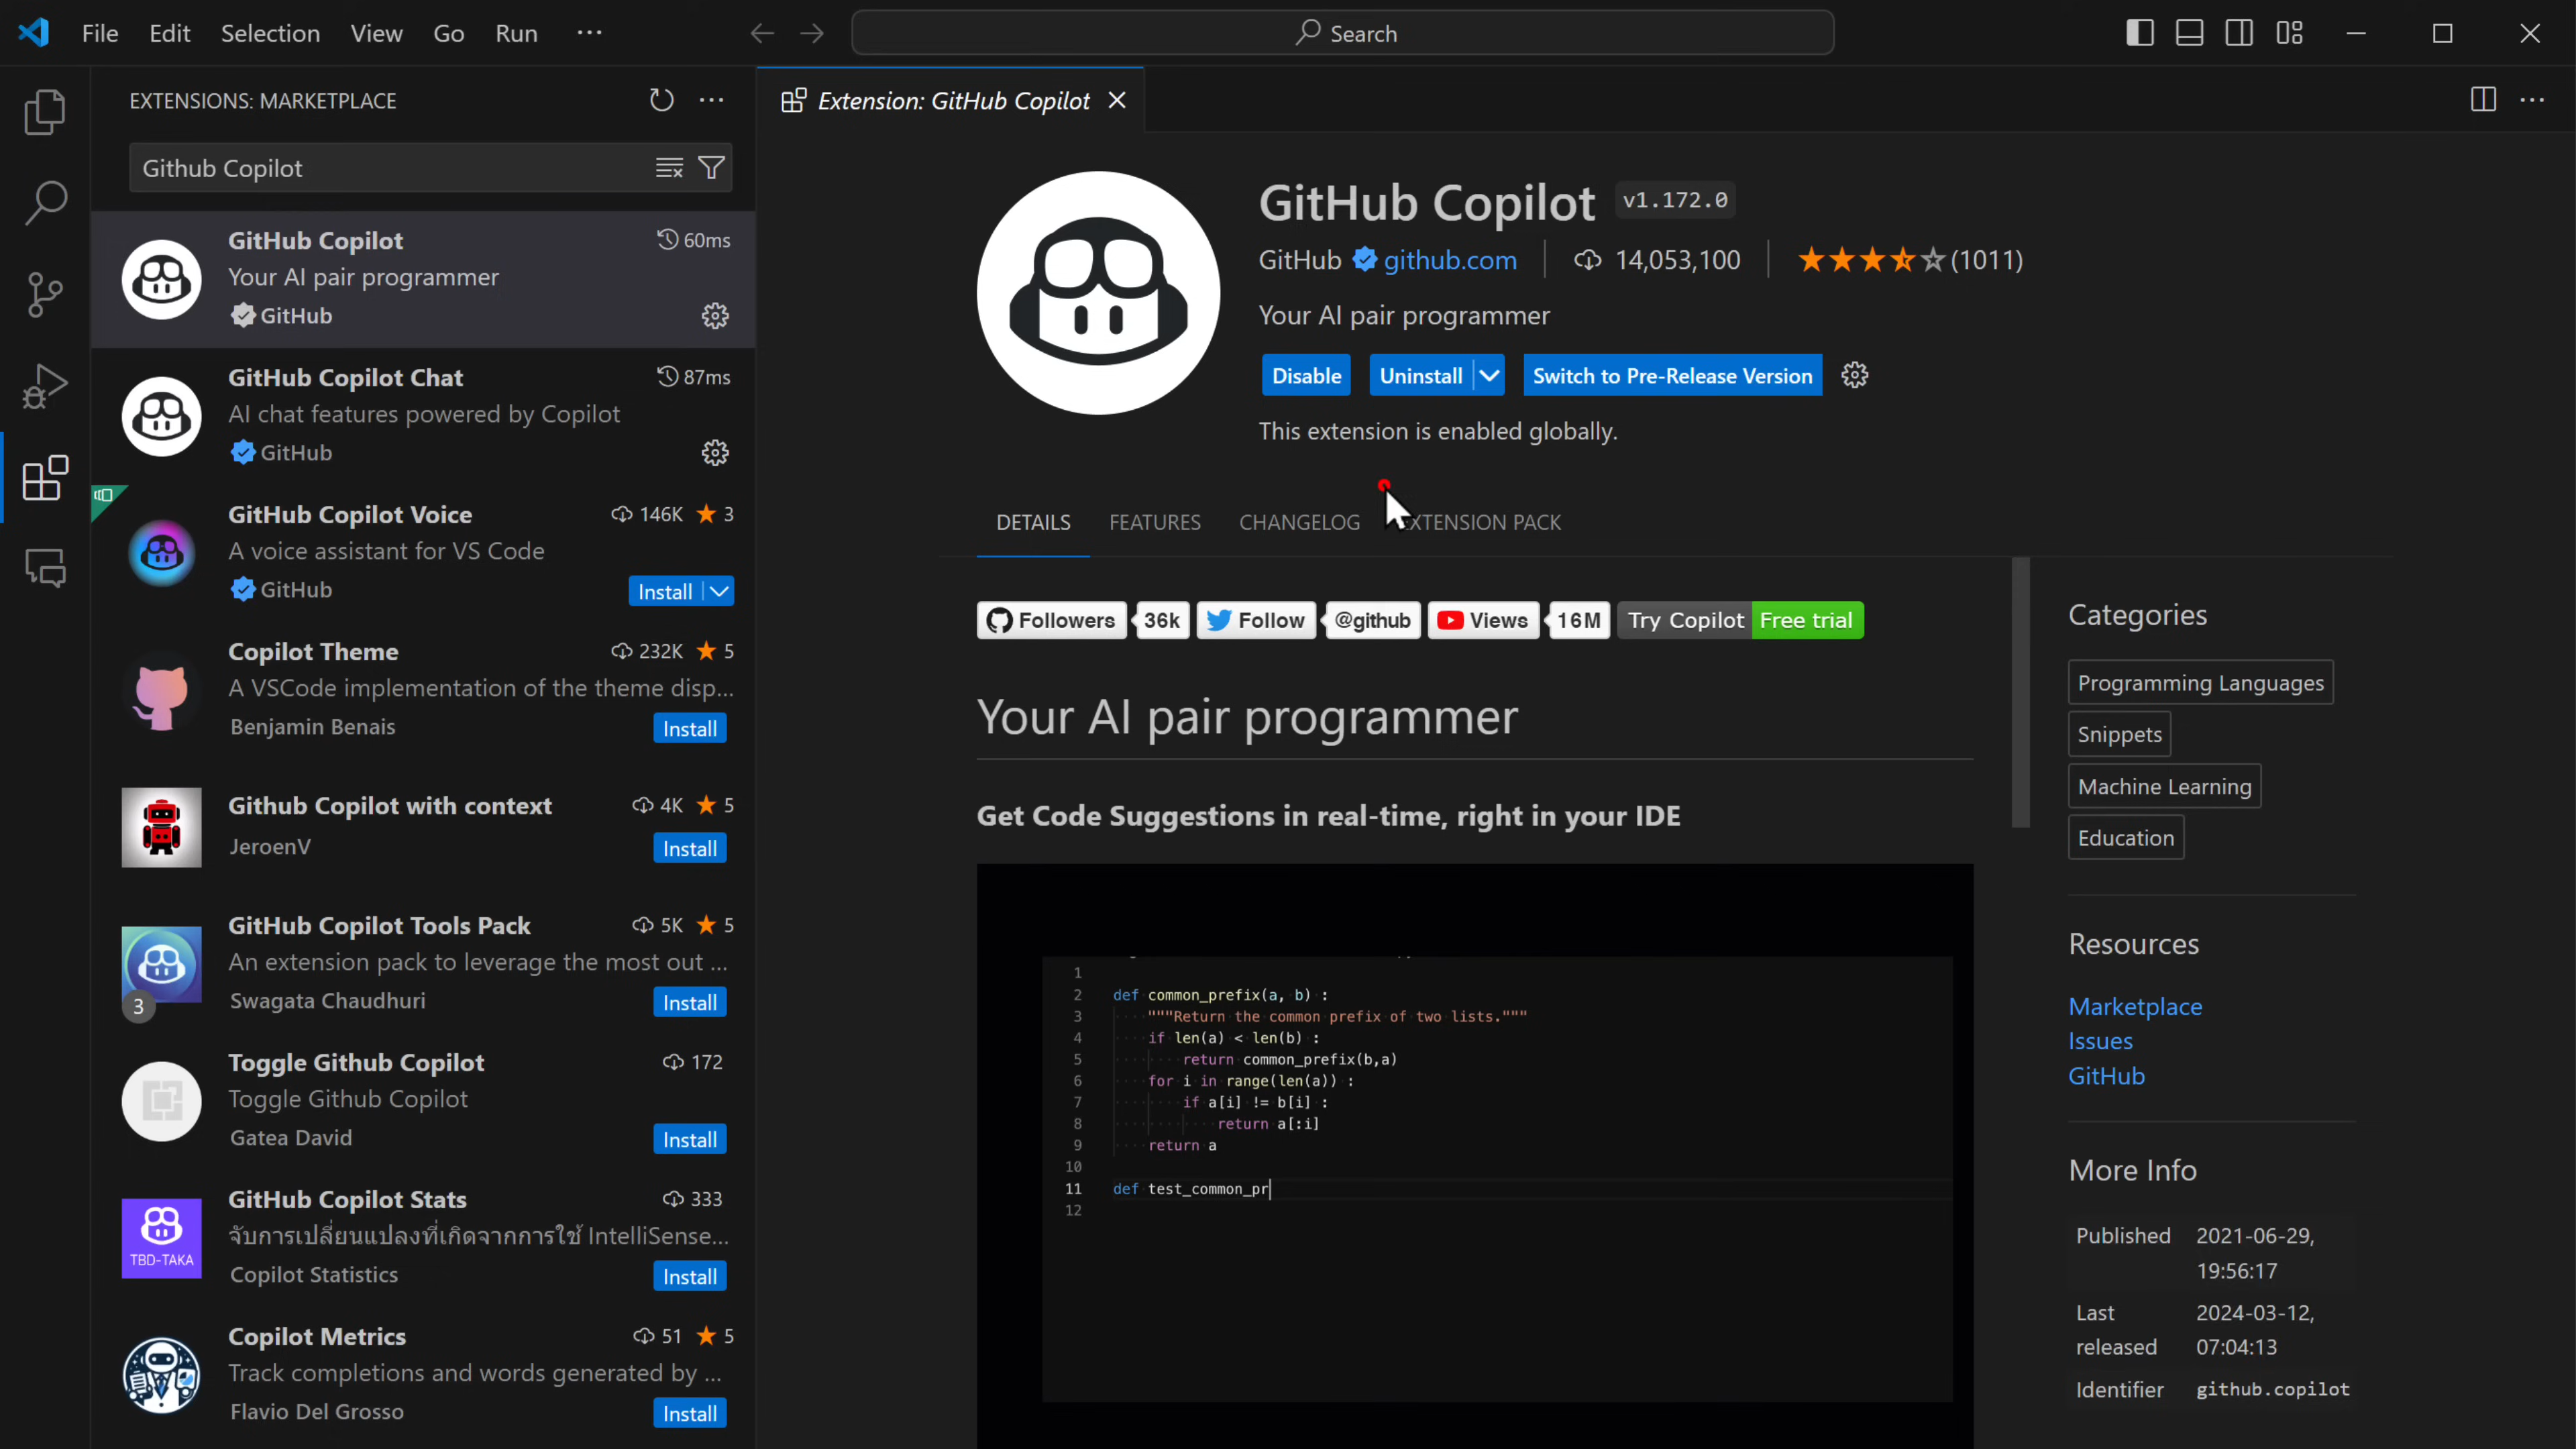 File Edit Selection View Go Run ···
Search
EXTENSIONS: MARKETPLACE
Github Copilot
GitHub Copilot 60ms
Your AI pair programmer
GitHub
GitHub Copilot Chat 87ms
AI chat features powered by Copilot
GitHub
GitHub Copilot Voice 146K 3
A voice assistant for VS Code
GitHub Install
Copilot Theme 232K 5
A VSCode implementation of the theme disp...
Benjamin Benais Install
Github Copilot with context 4K 5
JeroenV Install
GitHub Copilot Tools Pack 5K 5
An extension pack to leverage the most out ...
3 Swagata Chaudhuri Install
Toggle Github Copilot 172
Toggle Github Copilot
Gatea David Install
GitHub Copilot Stats 333
จับการเปลี่ยนแปลงที่เกิดจากการใช้ IntelliSense...
TBD-TAKA
Copilot Statistics Install
Copilot Metrics 51 5
Track completions and words generated by ...
Flavio Del Grosso Install
Extension: GitHub Copilot
GitHub Copilot v1.172.0
GitHub github.com 14,053,100 (1011)
Your AI pair programmer
Disable Uninstall Switch to Pre-Release Version
This extension is enabled globally.
DETAILS FEATURES CHANGELOG PACK
Followers 36k Follow @github Views 16M Try Copilot Free trial
Your AI pair programmer
Get Code Suggestions in real-time, right in your IDE
1
2 def common_prefix(a, b) :
3 """Return the common prefix of two lists."""
4 if len(a) < len(b) :
5 return common_prefix(b,a)
6 for i in range(len(a)) :
7 if a[i] != b[i] :
8 return a[:i]
9 return a
10
11 def test_common_pr
12
Categories
Programming Languages
Snippets
Machine Learning
Education
Resources
Marketplace
Issues
GitHub
More Info
Published 2021-06-29,
19:56:17
Last 2024-03-12,
released 07:04:13
Identifier github.copilot